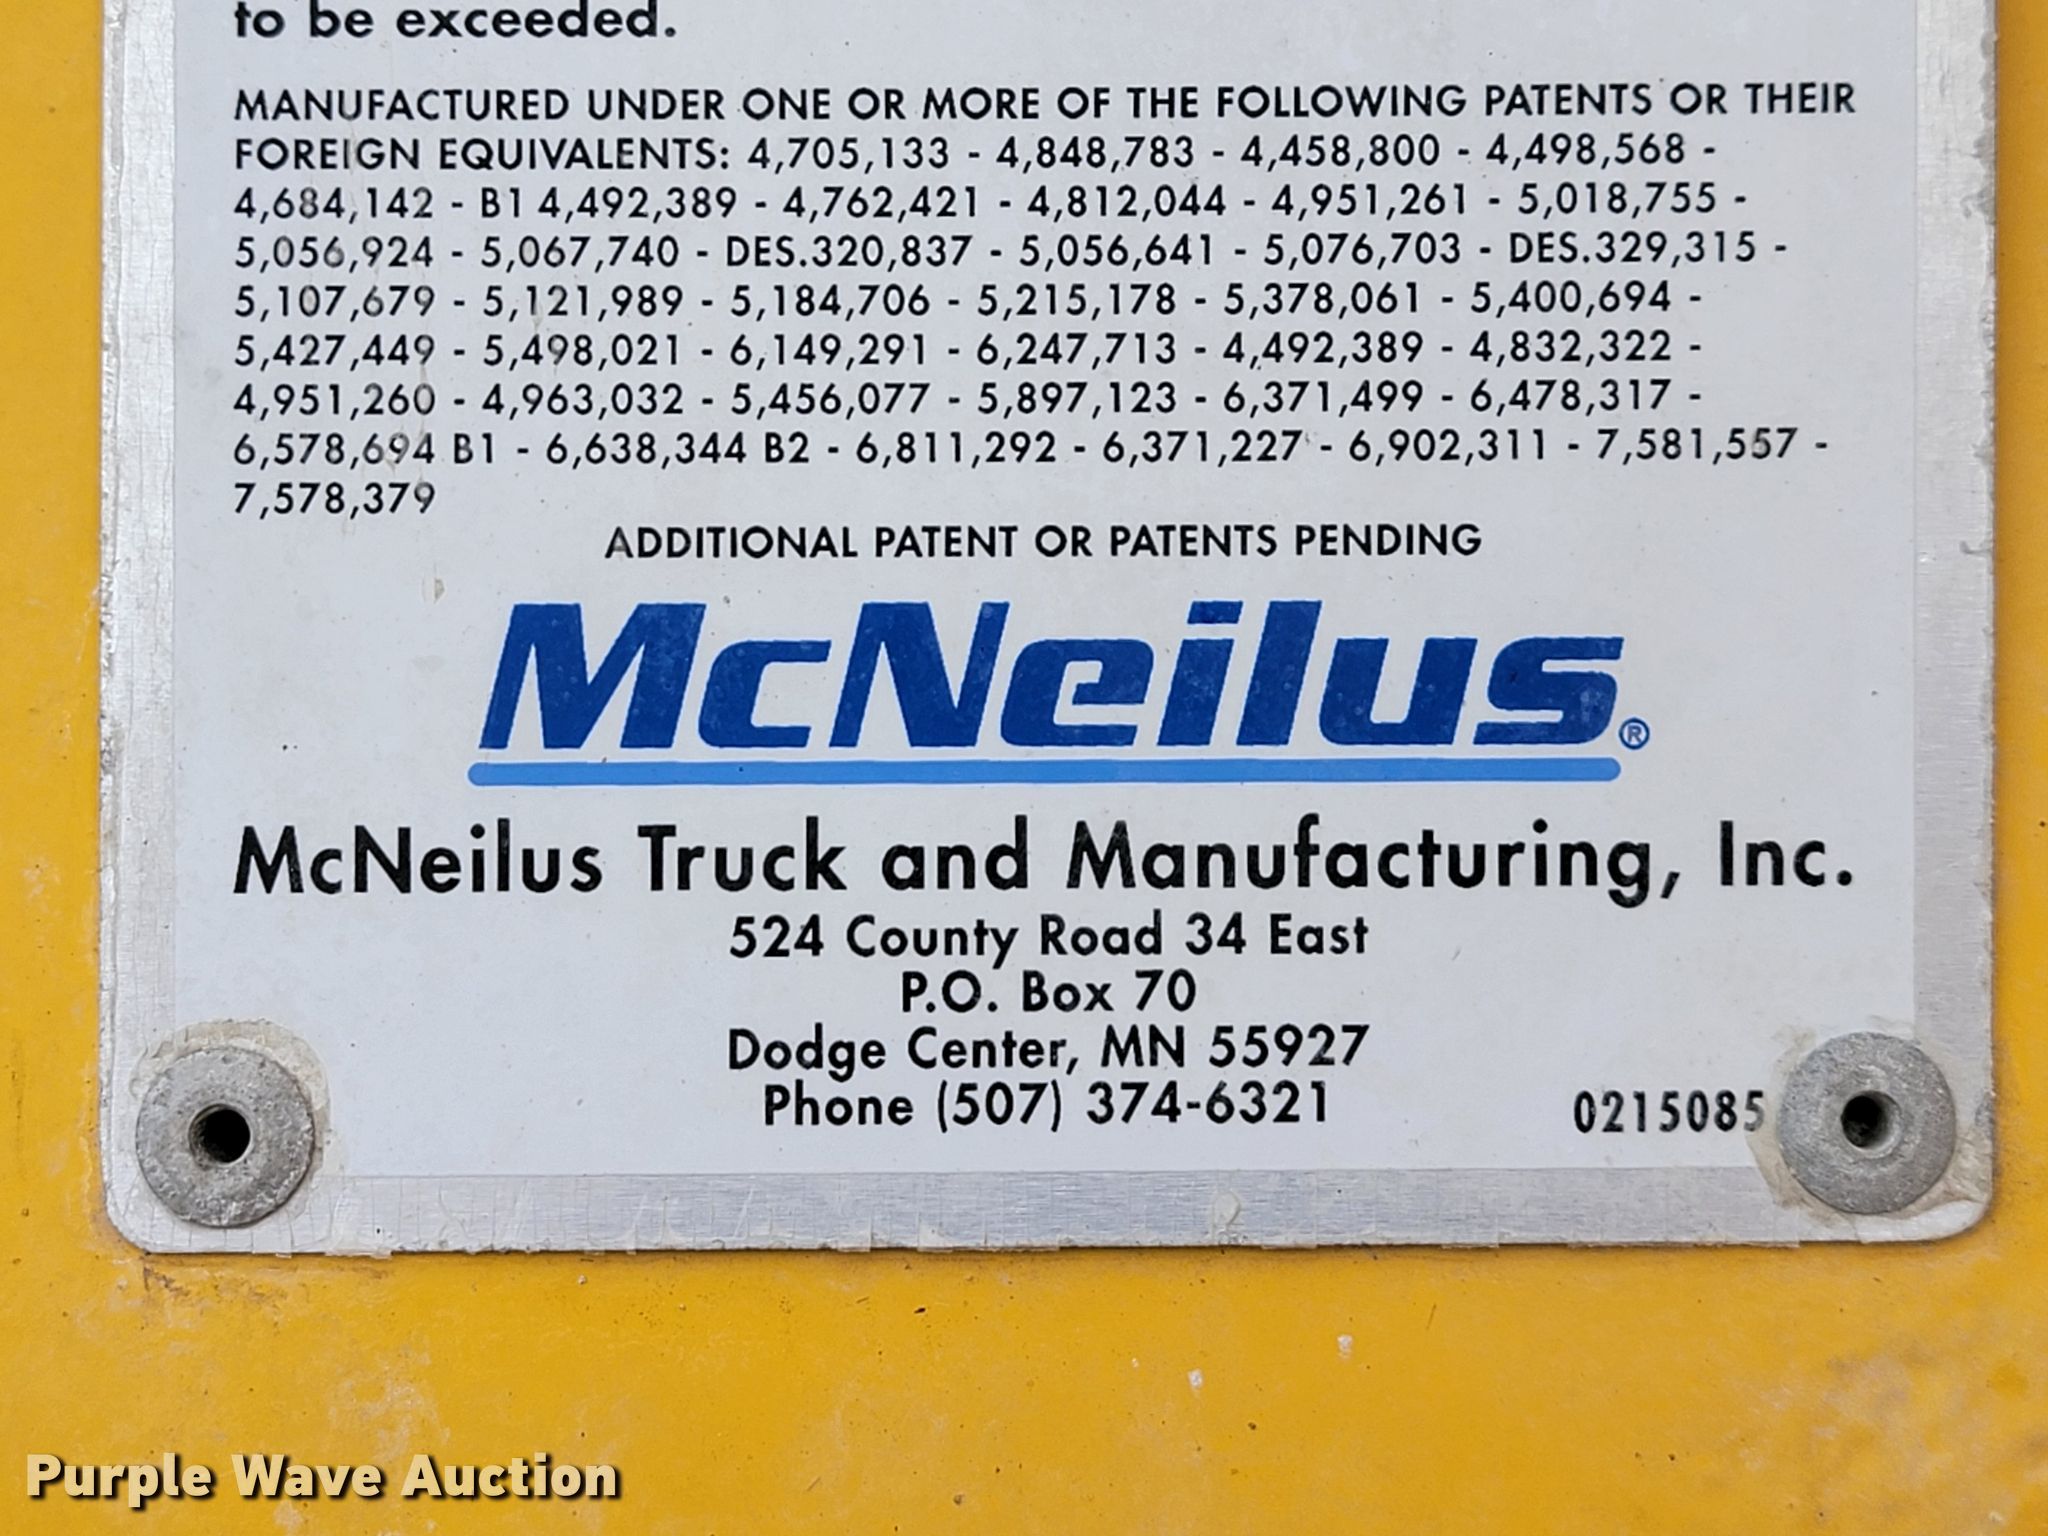 to be exceeded.
MANUFACTURED UNDER ONE OR MORE OF THE FOLLOWING PATENTS OR THEIR
FOREIGN EQUIVALENTS: 4,705,133 - 4,848,783 - 4,458,800 - 4,498,568 -
4,684,142 - B1 4,492,389 - 4,762,421 - 4,812,044 - 4,951,261 - 5,018,755 -
5,056,924 - 5,067,740 - DES.320,837 - 5,056,641 - 5,076,703 - DES.329,315 -
5,107,679 - 5,121,989 - 5,184,706 - 5,215,178 - 5,378,061 - 5,400,694 -
5,427,449 - 5,498,021 - 6,149,291 - 6,247,713 - 4,492,389 - 4,832,322 -
4,951,260 - 4,963,032 - 5,456,077 - 5,897,123 - 6,371,499 - 6,478,317 -
6,578,694 B1 - 6,638,344 B2 - 6,811,292 - 6,371,227 - 6,902,311 - 7,581,557 -
7,578,379
ADDITIONAL PATENT OR PATENTS PENDING
McNeilus®
McNeilus Truck and Manufacturing, Inc.
524 County Road 34 East
P.O. Box 70
Dodge Center, MN 55927
Phone (507) 374-6321
0215085
Purple Wave Auction